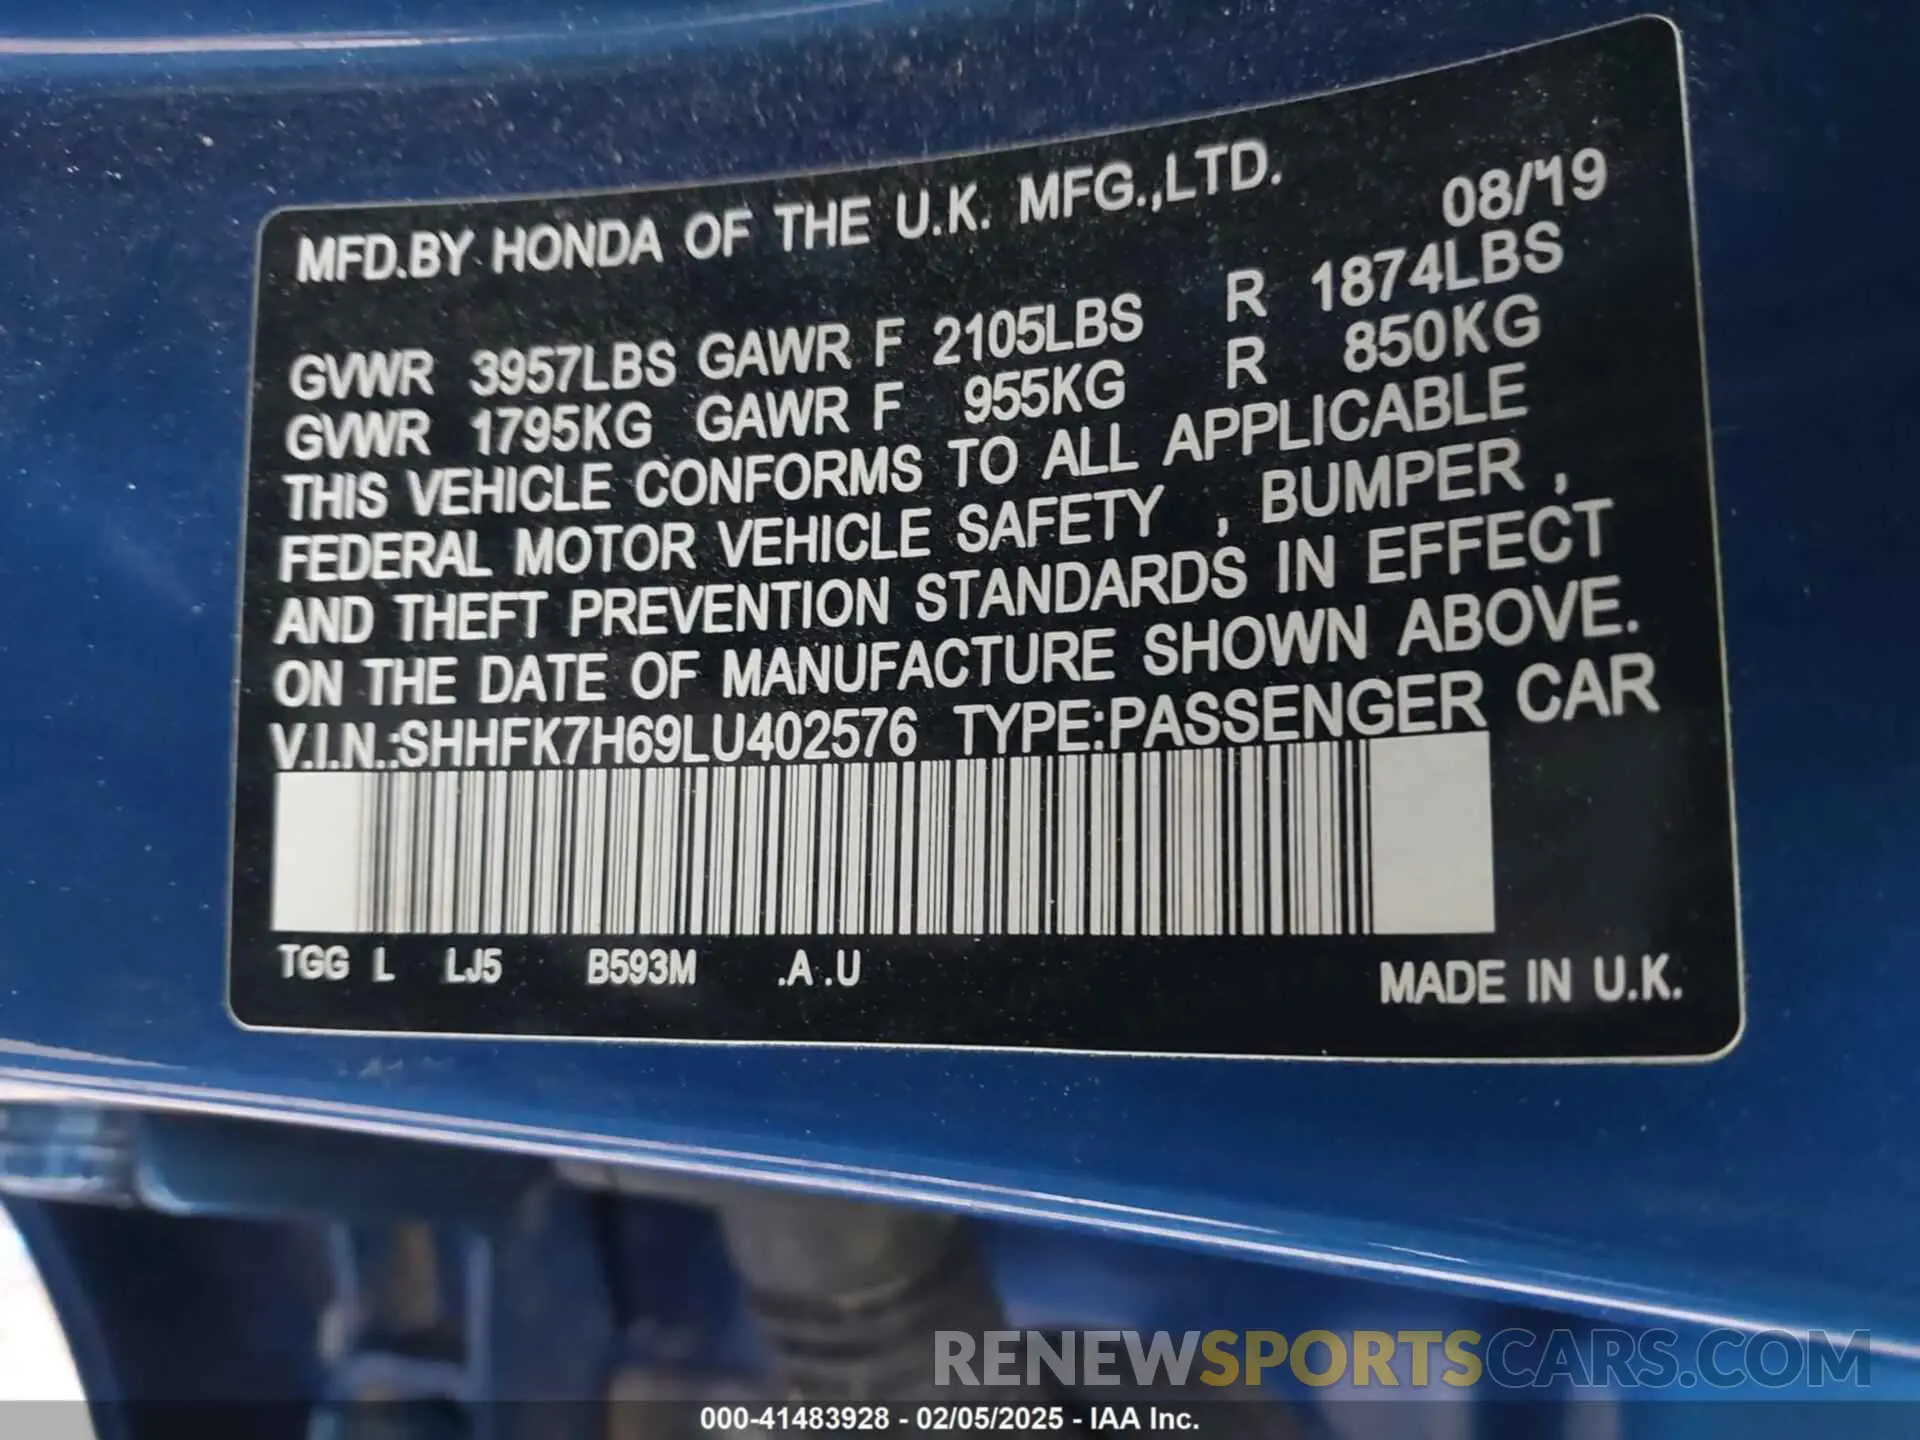 MFD.BY HONDA OF THE U.K. MFG.,LTD.
08/'19
GVWR 3957LBS GAWR F 2105LBS R 1874LBS
GVWR 1795KG GAWR F 955KG R 850KG
THIS VEHICLE CONFORMS TO ALL APPLICABLE
FEDERAL MOTOR VEHICLE SAFETY , BUMPER ,
AND THEFT PREVENTION STANDARDS IN EFFECT
ON THE DATE OF MANUFACTURE SHOWN ABOVE.
V.I.N.:SHHFK7H69LU402576 TYPE:PASSENGER CAR
TGG L LJ5 B593M .A .U
MADE IN U.K.
RENEWSPORTSCARS.COM
000-41483928 - 02/05/2025 - IAA Inc.